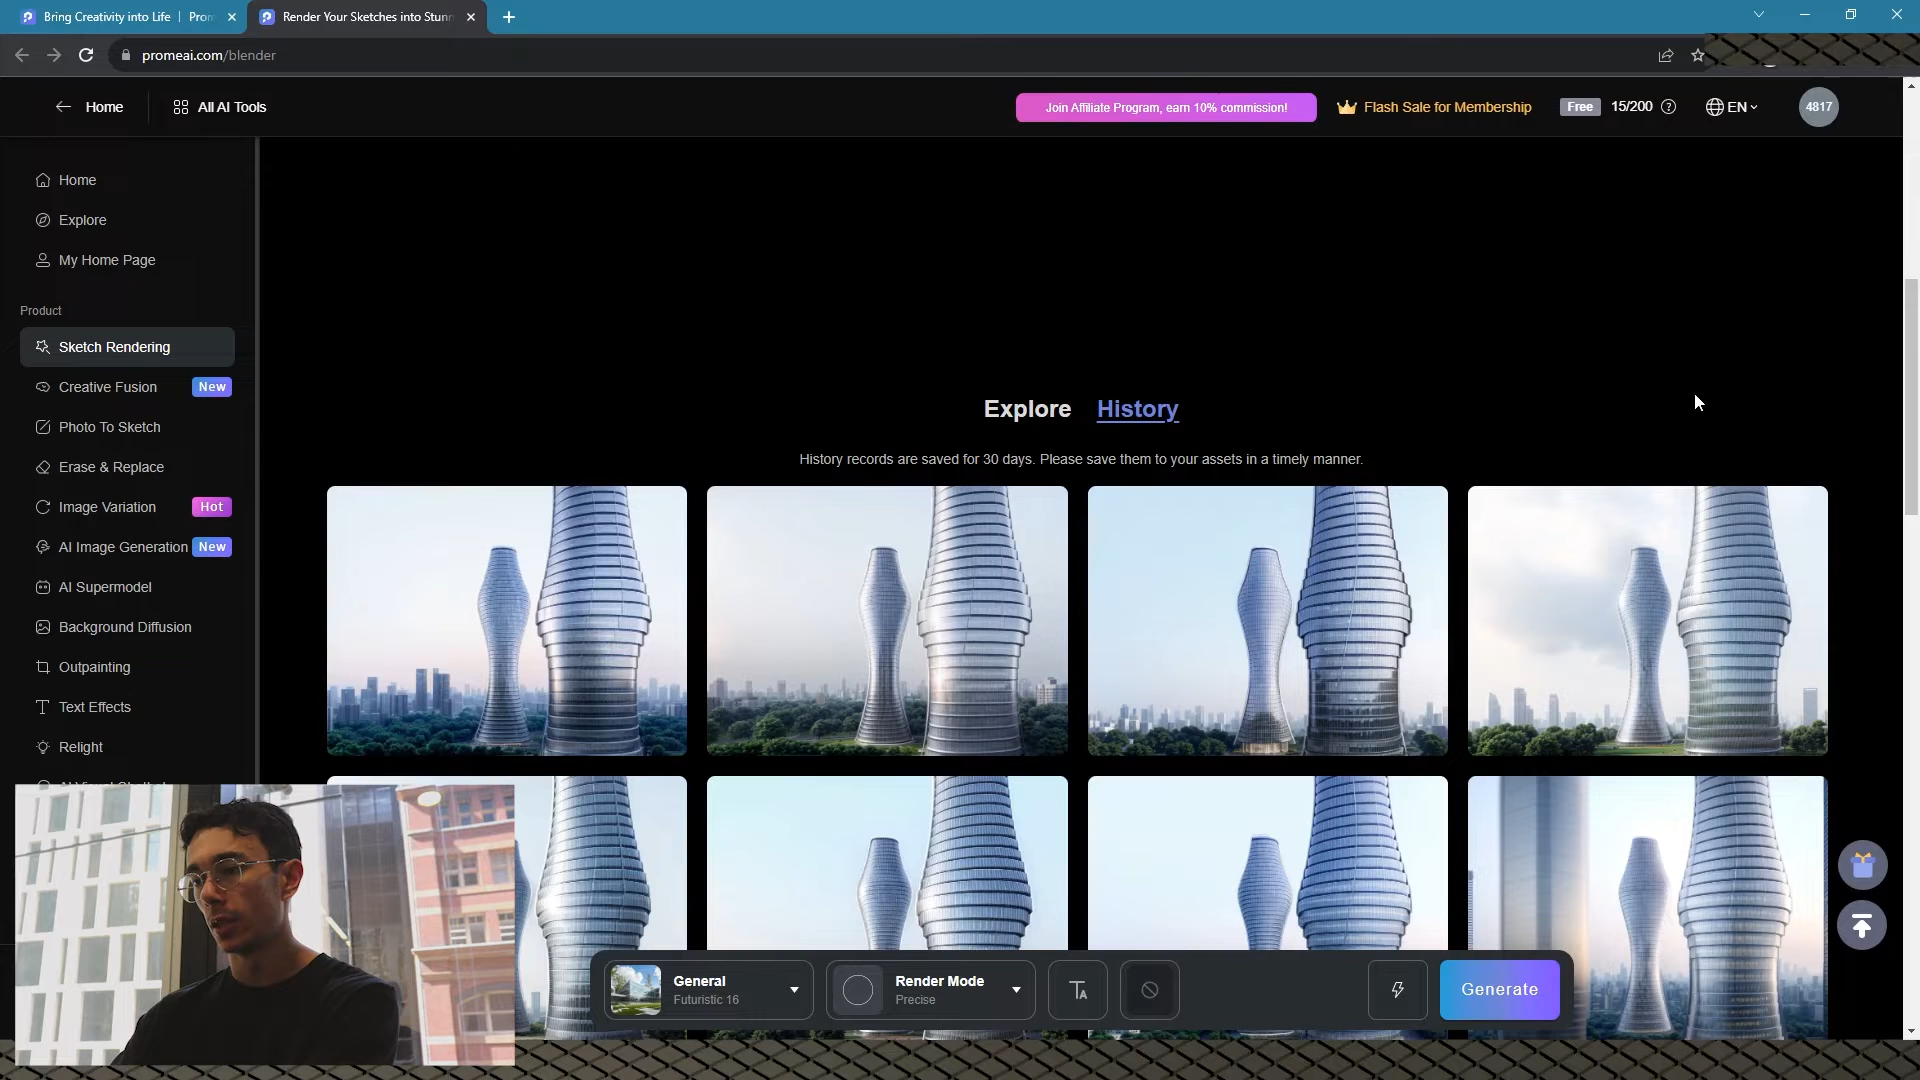 Bring Creativity into Life | Prom
Render Your Sketches into Stunn
promeai.com/blender
Home
All AI Tools
Join Affiliate Program, earn 10% commission!
Flash Sale for Membership
Free
15/200
EN
4817
Home
Explore
My Home Page
Product
Sketch Rendering
Creative Fusion
New
Photo To Sketch
Erase & Replace
Image Variation
Hot
AI Image Generation
New
AI Supermodel
Background Diffusion
Outpainting
Text Effects
Relight
Explore
History
History records are saved for 30 days. Please save them to your assets in a timely manner.
General
Futuristic 16
Render Mode
Precise
Generate